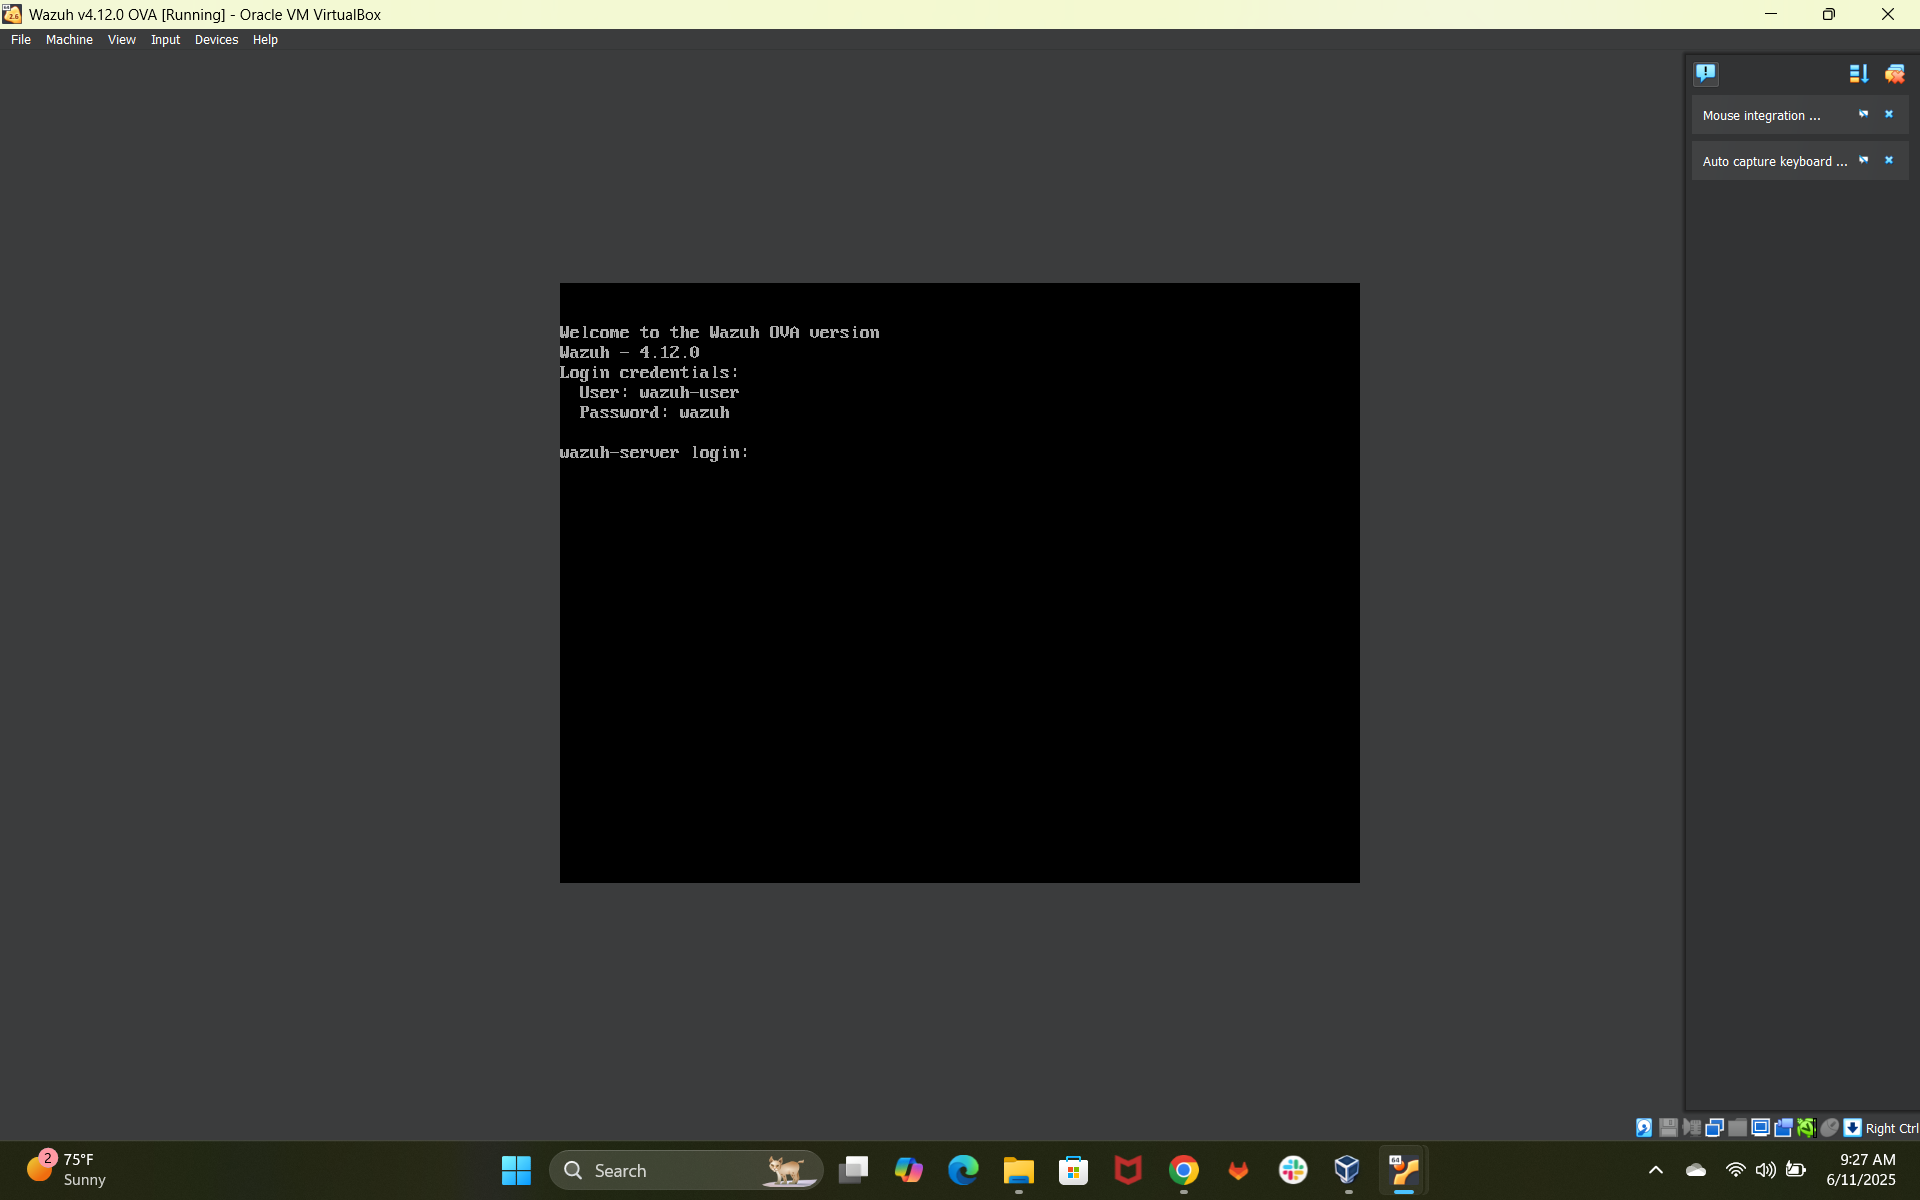 Wazuh v4.12.0 OVA [Running] - Oracle VM VirtualBox
File Machine View Input Devices Help
Mouse integration ...
Auto capture keyboard ...
Welcome to the Wazuh OVA version
Wazuh - 4.12.0
Login credentials:
User: wazuh-user
Password: wazuh
wazuh-server login:
Right Ctrl
2
75°F
Sunny
Search
64
9:27 AM
6/11/2025